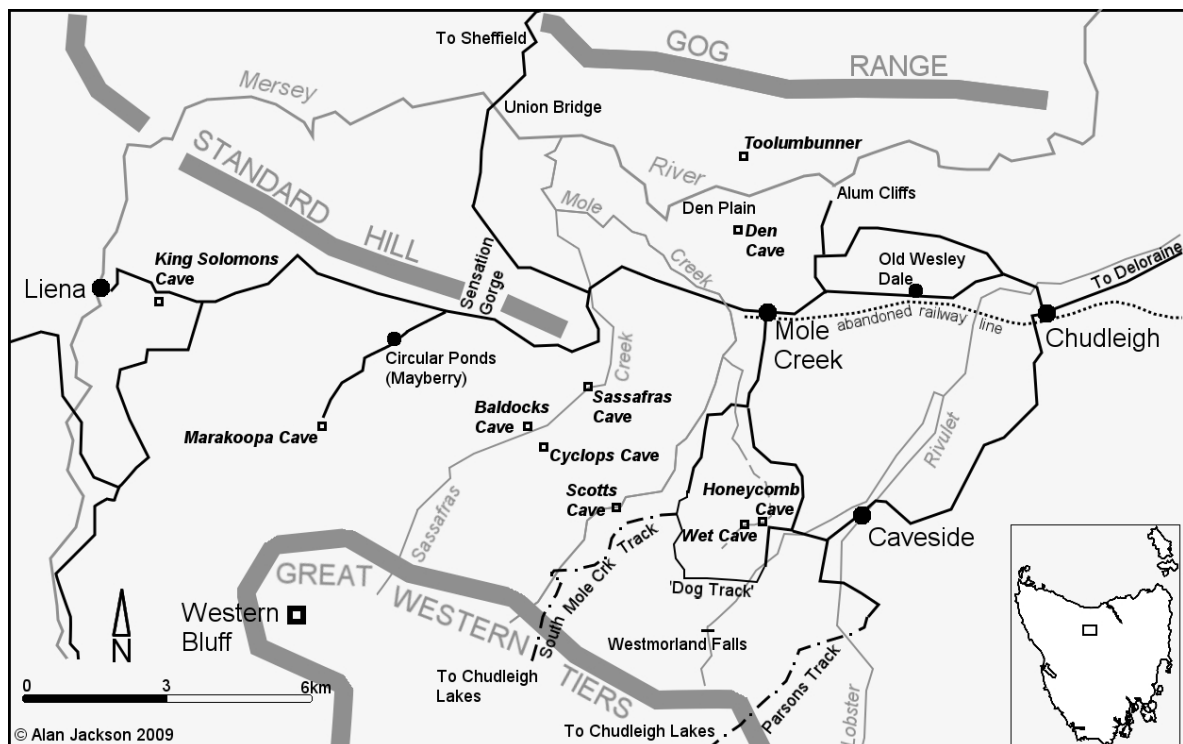 To Sheffield
GOG
RANGE
Mersey
Union Bridge
STANDARD
HILL
Toolumbunner
River
Mole
Creek
Den Plain
Den
Cave
Alum Cliffs
King Solomons
Cave
Liena
Sensation
Gorge
Old Wesley
Dale
To Deloraine
Mole
Creek
abandoned railway line
Chudleigh
Circular Ponds
(Mayberry)
Creek
Sassafras
Cave
Baldocks
Cave
Marakoopa Cave
Cyclops Cave
Rivulet
Scotts
Cave
Honeycomb
Cave
Wet Cave
Caveside
Sassafras
South Mole Crk Track
'Dog Track'
GREAT
WESTERN
TIERS
Western
Bluff
Westmorland Falls
To Chudleigh
Lakes
Parsons Track
To Chudleigh Lakes
Lobster
N
0 3 6km
© Alan Jackson 2009